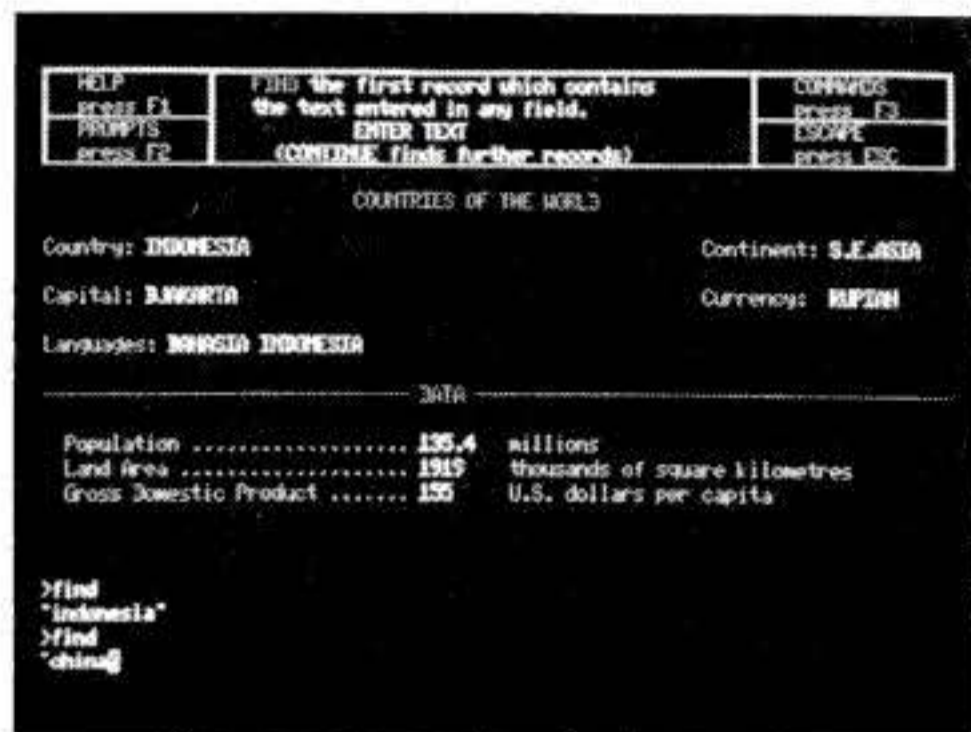 HELP
press F1
PROMPTS
press F2
FIND the first record which contains
the text entered in any field.
ENTER TEXT
(CONTINUE finds further records)
COMMANDS
press F3
ESCAPE
press ESC
COUNTRIES OF THE WORLD
Country: INDONESIA Continent: S.E.ASIA
Capital: DJAKARTA Currency: RUPIAH
Languages: BAHASIA INDONESIA
DATA
Population .................. 135.4 millions
Land Area ................... 1919 thousands of square kilometres
Gross Domestic Product ....... 155 U.S. dollars per capita
>find
"indonesia"
>find
"china